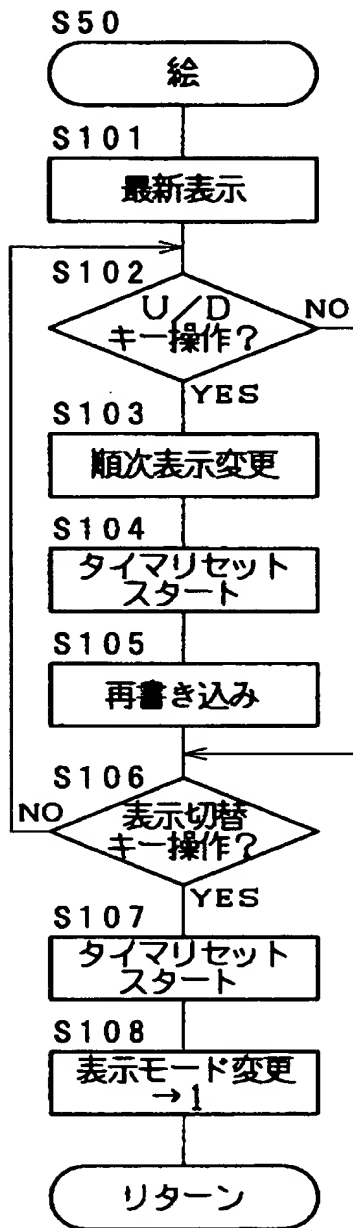 S50
絵
S101
最新表示
S102
U/D
キー操作?
NO
YES
S103
順次表示変更
S104
タイマリセット
スタート
S105
再書き込み
S106
表示切替
キー操作?
NO
YES
S107
タイマリセット
スタート
S108
表示モード変更
→1
リターン